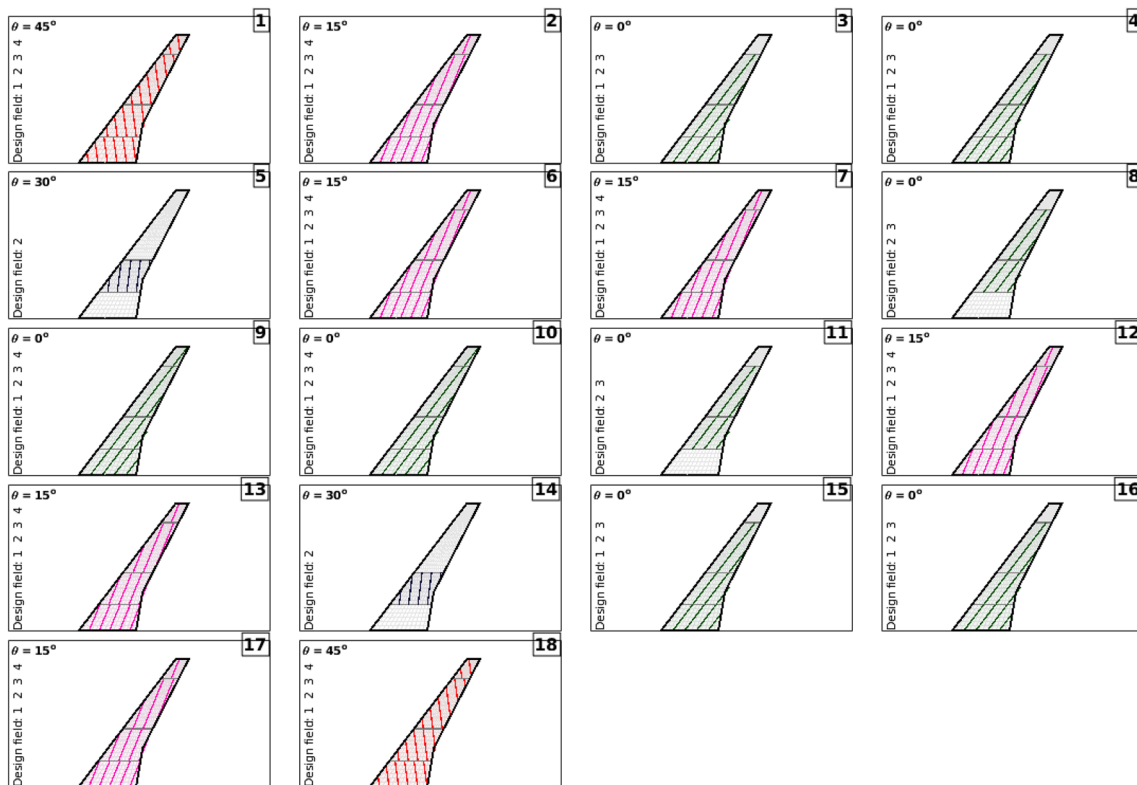 θ = 45°
1
Design field: 1 2 3 4
θ = 15°
2
Design field: 1 2 3 4
θ = 0°
3
Design field: 1 2 3
θ = 0°
4
Design field: 1 2 3
θ = 30°
5
Design field: 2
θ = 15°
6
Design field: 1 2 3 4
θ = 15°
7
Design field: 1 2 3 4
θ = 0°
8
Design field: 2 3
θ = 0°
9
Design field: 1 2 3 4
θ = 0°
10
Design field: 1 2 3 4
θ = 0°
11
Design field: 2 3
θ = 15°
12
Design field: 1 2 3 4
θ = 15°
13
Design field: 1 2 3 4
θ = 30°
14
Design field: 2
θ = 0°
15
Design field: 1 2 3
θ = 0°
16
Design field: 1 2 3
θ = 15°
17
Design field: 1 2 3 4
θ = 45°
18
Design field: 1 2 3 4